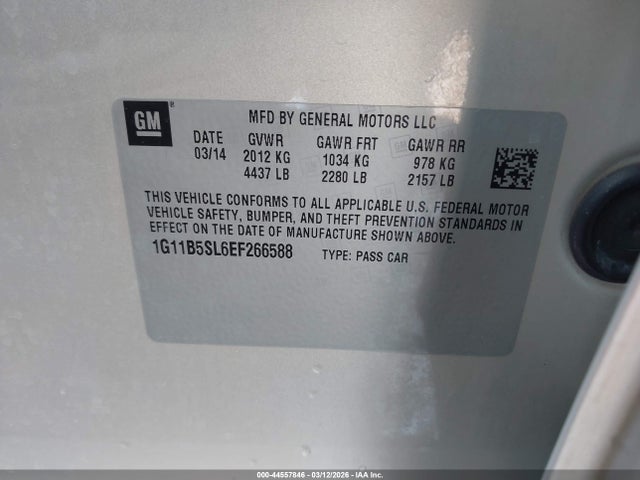 GM
MFD BY GENERAL MOTORS LLC
DATE GVWR GAWR FRT GAWR RR
03/14 2012 KG 1034 KG 978 KG
4437 LB 2280 LB 2157 LB
THIS VEHICLE CONFORMS TO ALL APPLICABLE U.S. FEDERAL MOTOR
VEHICLE SAFETY, BUMPER, AND THEFT PREVENTION STANDARDS IN
EFFECT ON THE DATE OF MANUFACTURE SHOWN ABOVE.
1G11B5SL6EF266588 TYPE: PASS CAR
000-44557846 - 03/12/2026 - IAA Inc.